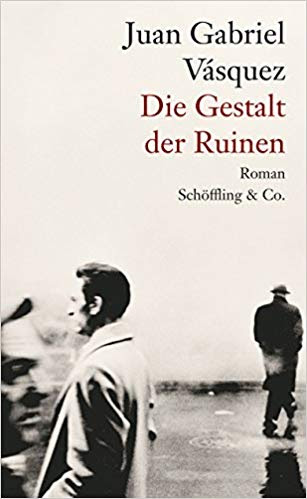 Juan Gabriel
Vásquez
Die Gestalt
der Ruinen
Roman
Schöffling & Co.